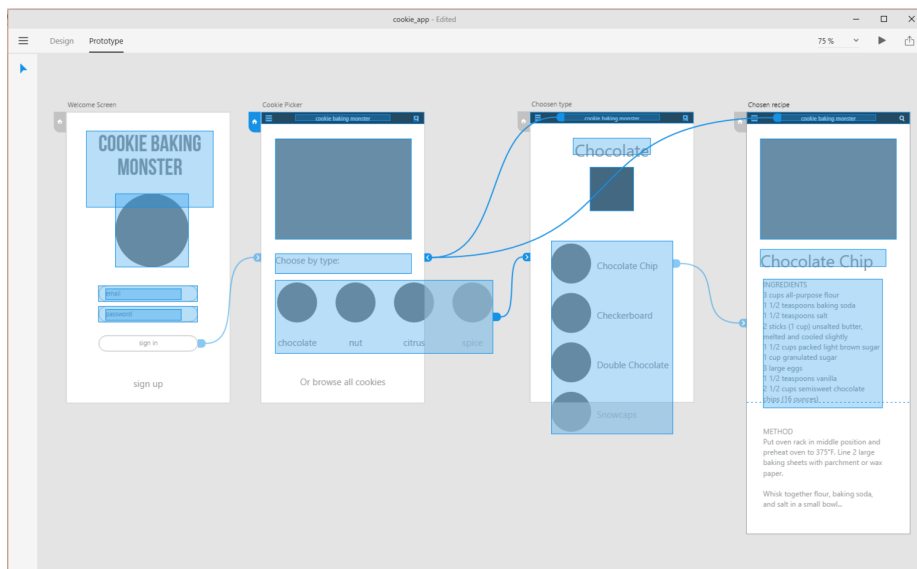 cookie_app - Edited
Design
Prototype
75 %
Welcome Screen
COOKIE BAKING
MONSTER
email
password
sign in
sign up
Cookie Picker
cookie baking monster
Choose by type:
chocolate
nut
citrus
spice
Or browse all cookies
Choosen type
cookie baking monster
Chocolate
Chocolate Chip
Checkerboard
Double Chocolate
Snowcaps
Chosen recipe
cookie baking monster
Chocolate Chip
INGREDIENTS
3 cups all-purpose flour
1 1/2 teaspoons baking soda
1 1/2 teaspoons salt
2 sticks (1 cup) unsalted butter,
melted and cooled slightly
1 1/2 cups packed light brown sugar
1 cup granulated sugar
3 large eggs
1 1/2 teaspoons vanilla
2 1/2 cups semisweet chocolate
chips (16 ounces)
METHOD
Put oven rack in middle position and
preheat oven to 375°F. Line 2 large
baking sheets with parchment or wax
paper.
Whisk together flour, baking soda,
and salt in a small bowl...